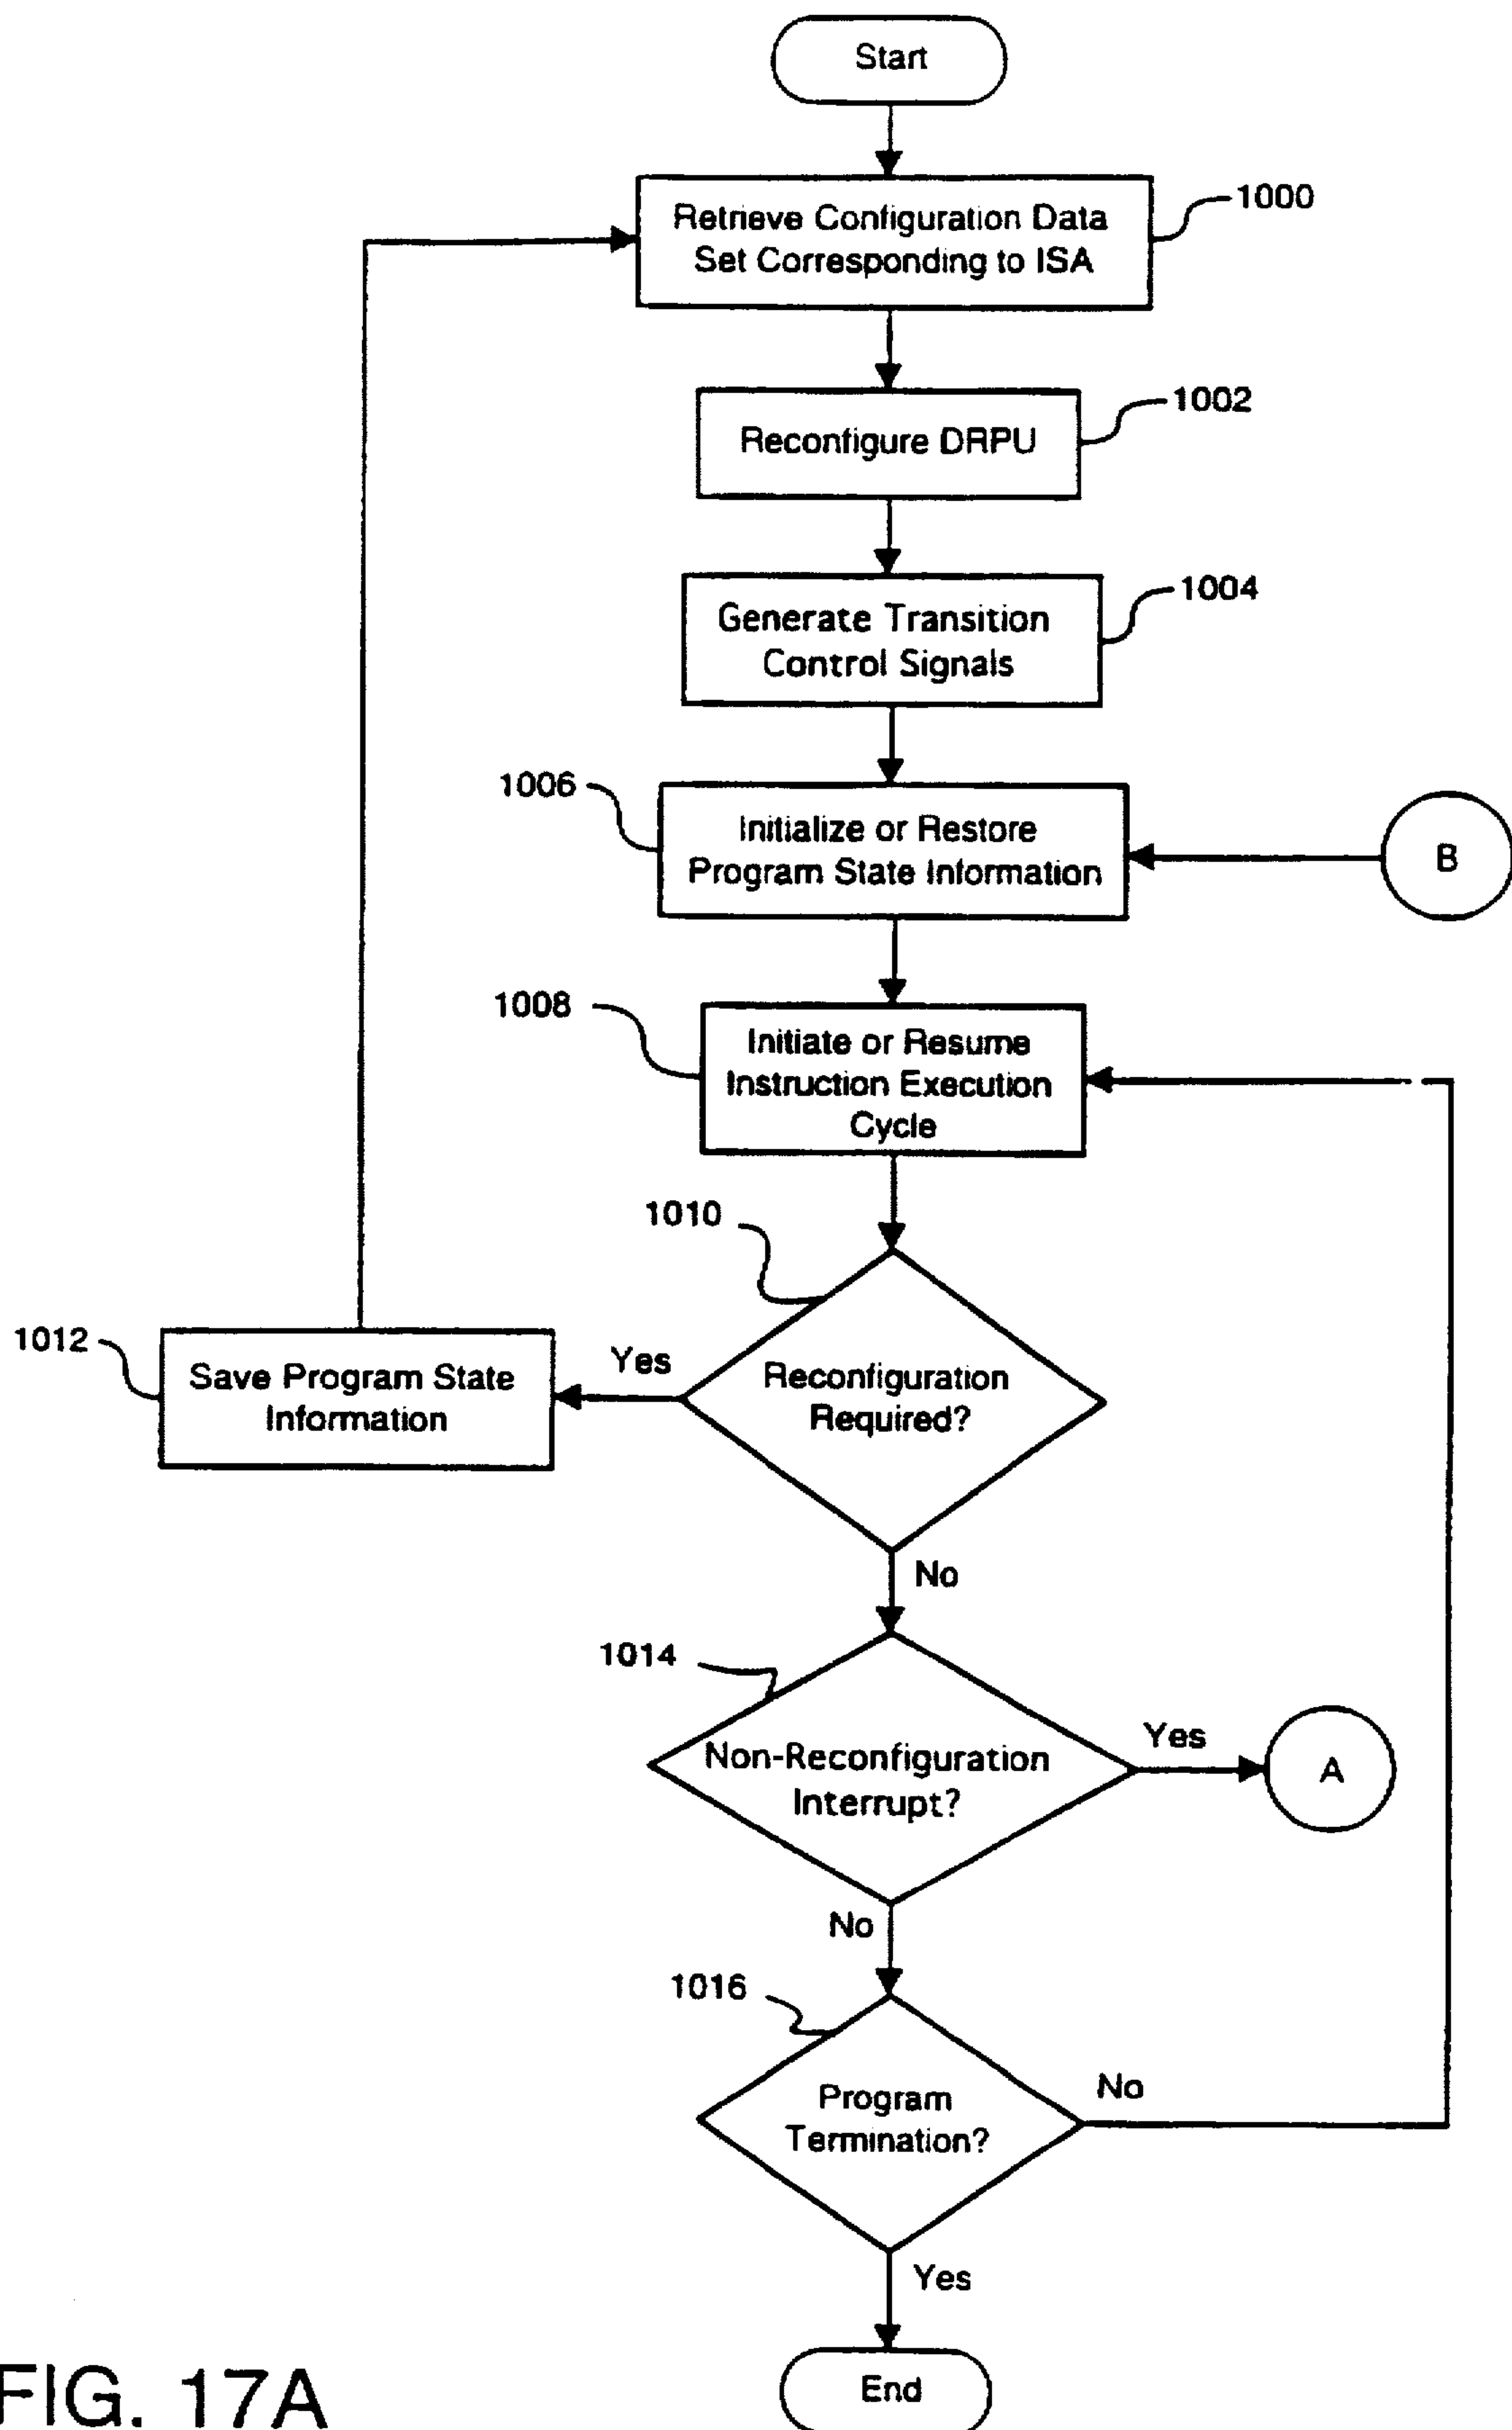 Start
Retrieve Configuration Data
Set Corresponding to ISA
1000
Reconfigure DRPU
1002
Generate Transition
Control Signals
1004
1006
Initialize or Restore
Program State Information
B
1008
Initiate or Resume
Instruction Execution
Cycle
1010
1012
Save Program State
Information
Yes
Reconfiguration
Required?
No
1014
Non-Reconfiguration
Interrupt?
Yes
A
No
1016
Program
Termination?
No
Yes
End
FIG. 17A